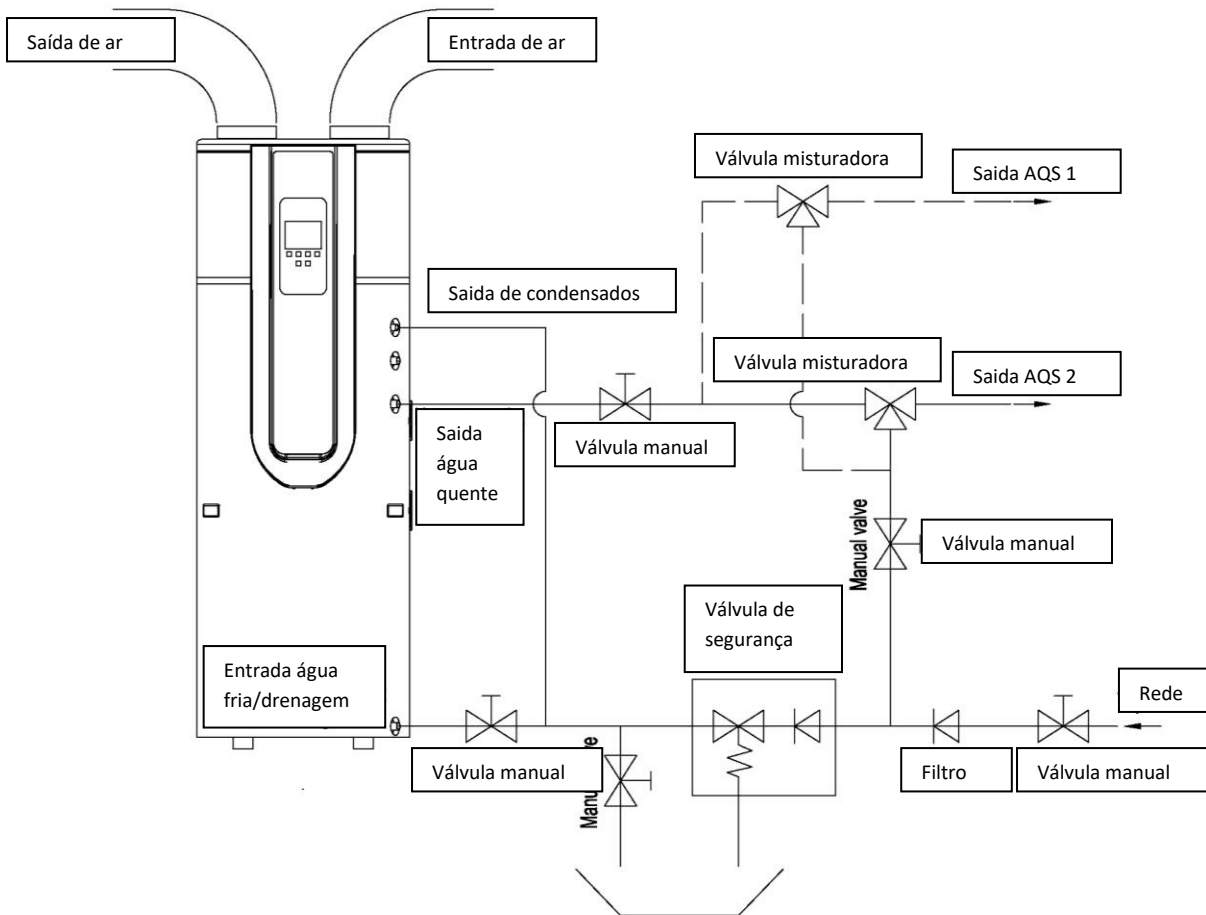 Saída de ar
Entrada de ar
Válvula misturadora
Saida AQS 1
Saida de condensados
Válvula misturadora
Saida AQS 2
Saida
água
quente
Válvula manual
Manual valve
Válvula manual
Válvula de
segurança
Entrada água
fria/drenagem
Rede
Válvula manual
Filtro
Válvula manual